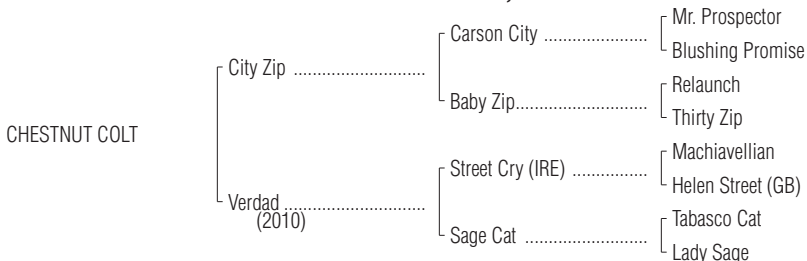 Mr. Prospector
Carson City ......................
Blushing Promise
City Zip ............................
Relaunch
Baby Zip............................
Thirty Zip
CHESTNUT COLT
Machiavellian
Street Cry (IRE) ................
Helen Street (GB)
Verdad ..............................
(2010)
Tabasco Cat
Sage Cat ..........................
Lady Sage